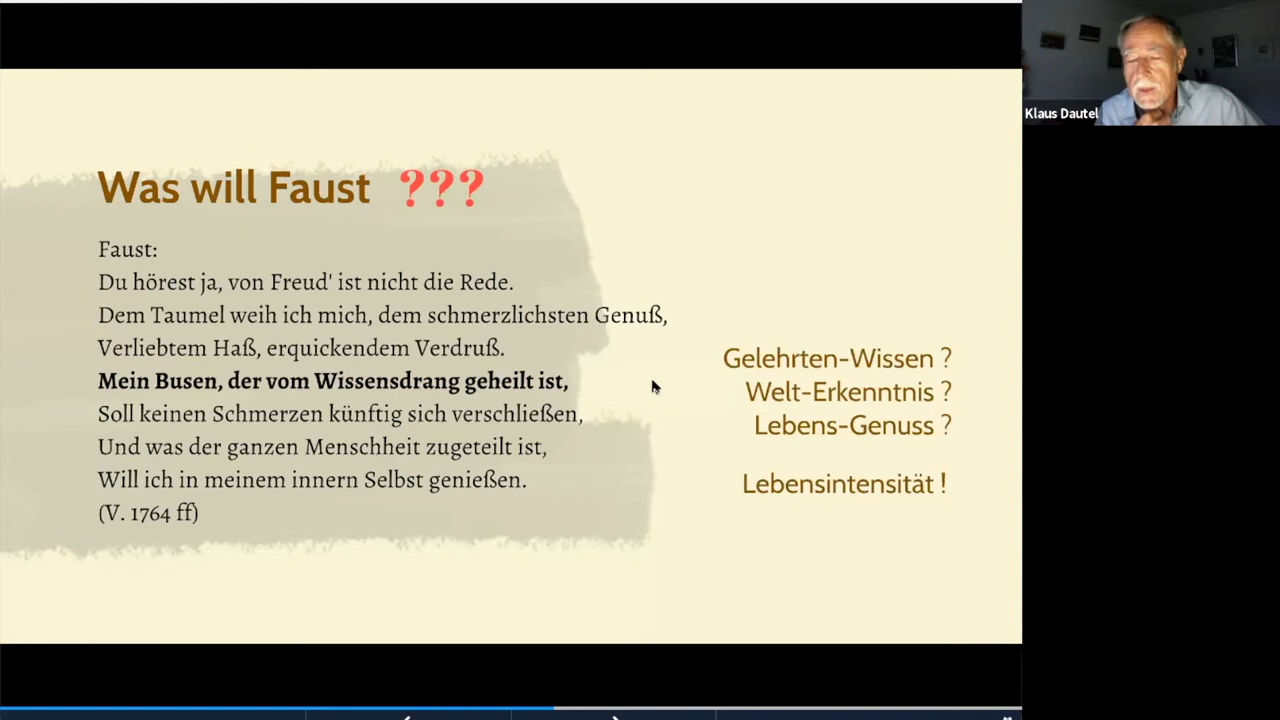 Was will Faust ???
Faust:
Du hörest ja, von Freud' ist nicht die Rede.
Dem Taumel weih ich mich, dem schmerzlichsten Genuß,
Verliebtem Haß, erquickendem Verdruß.
Mein Busen, der vom Wissensdrang geheilt ist,
Soll keinen Schmerzen künftig sich verschließen,
Und was der ganzen Menschheit zugeteilt ist,
Will ich in meinem innern Selbst genießen.
(V. 1764 ff)
Gelehrten-Wissen ?
Welt-Erkenntnis ?
Lebens-Genuss ?
Lebensintensität !
Klaus Dautel